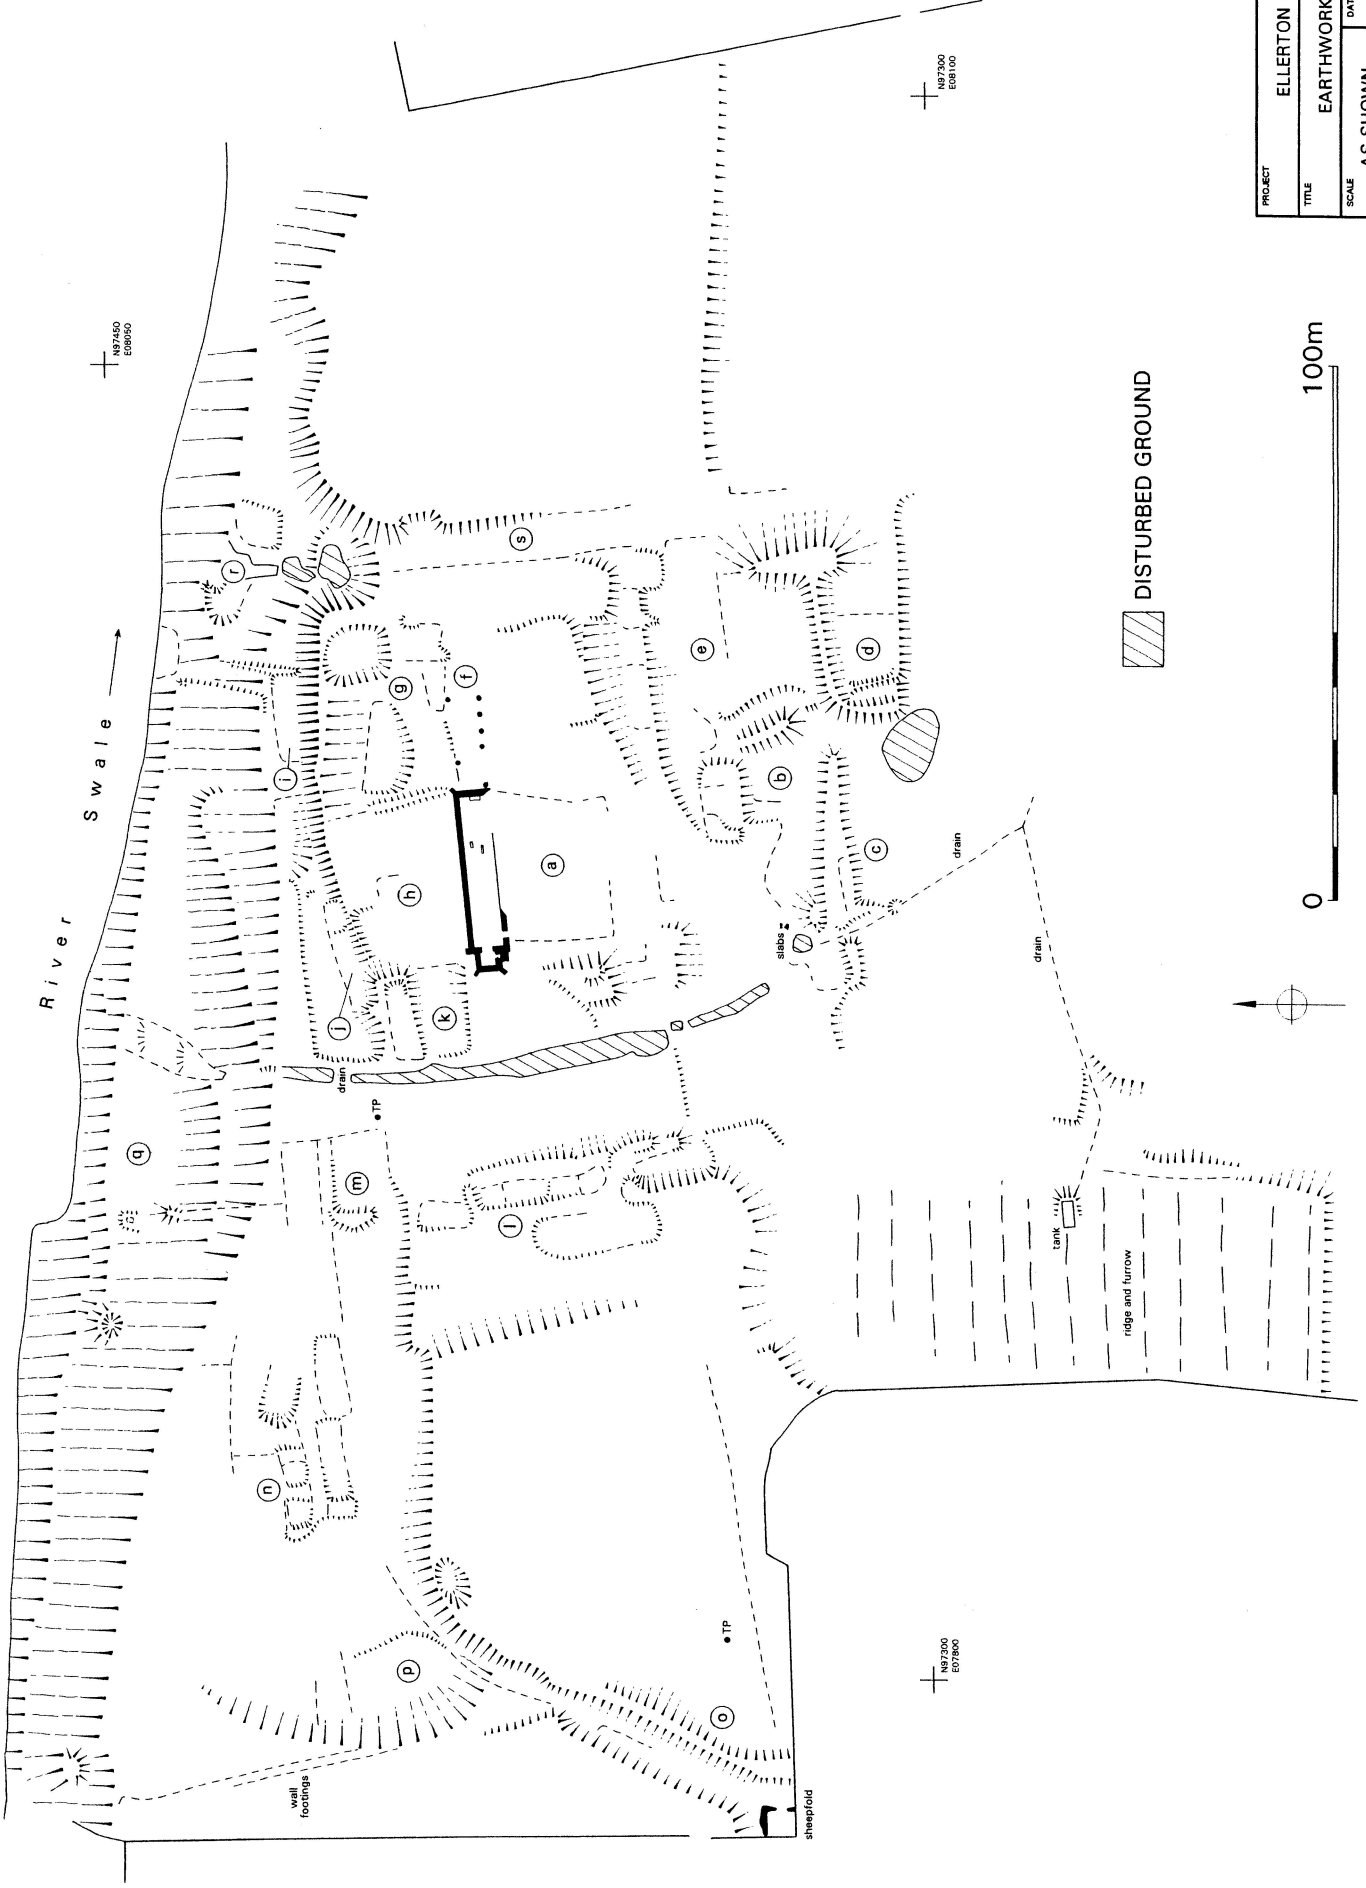 PROJECT
ELLERTON
TITLE
EARTHWORK
SCALE
AS SHOWN
DAT
N97450
E08050
N97300
E08100
River Swale
r
s
i
g
f
e
d
h
a
b
c
j
k
slabs
drain
drain
drain
TP
q
m
l
n
p
o
TP
tank
ridge and furrow
wall
footings
sheepfold
N97300
E07800
DISTURBED GROUND
0
100m